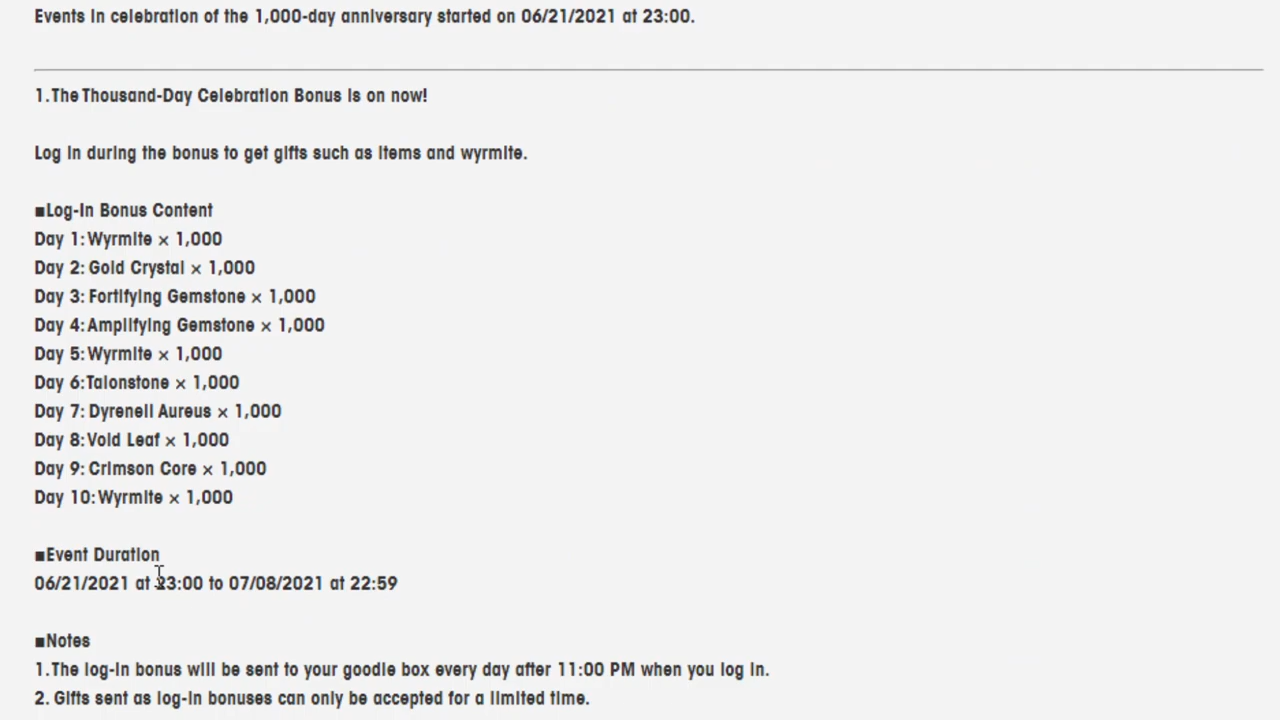 Events in celebration of the 1,000-day anniversary started on 06/21/2021 at 23:00.
1. The Thousand-Day Celebration Bonus is on now!
Log in during the bonus to get gifts such as items and wyrmite.
■Log-In Bonus Content
Day 1: Wyrmite × 1,000
Day 2: Gold Crystal × 1,000
Day 3: Fortifying Gemstone × 1,000
Day 4: Amplifying Gemstone × 1,000
Day 5: Wyrmite × 1,000
Day 6: Talonstone × 1,000
Day 7: Dyrenell Aureus × 1,000
Day 8: Void Leaf × 1,000
Day 9: Crimson Core × 1,000
Day 10: Wyrmite × 1,000
■Event Duration
06/21/2021 at 23:00 to 07/08/2021 at 22:59
■Notes
1. The log-in bonus will be sent to your goodie box every day after 11:00 PM when you log in.
2. Gifts sent as log-in bonuses can only be accepted for a limited time.